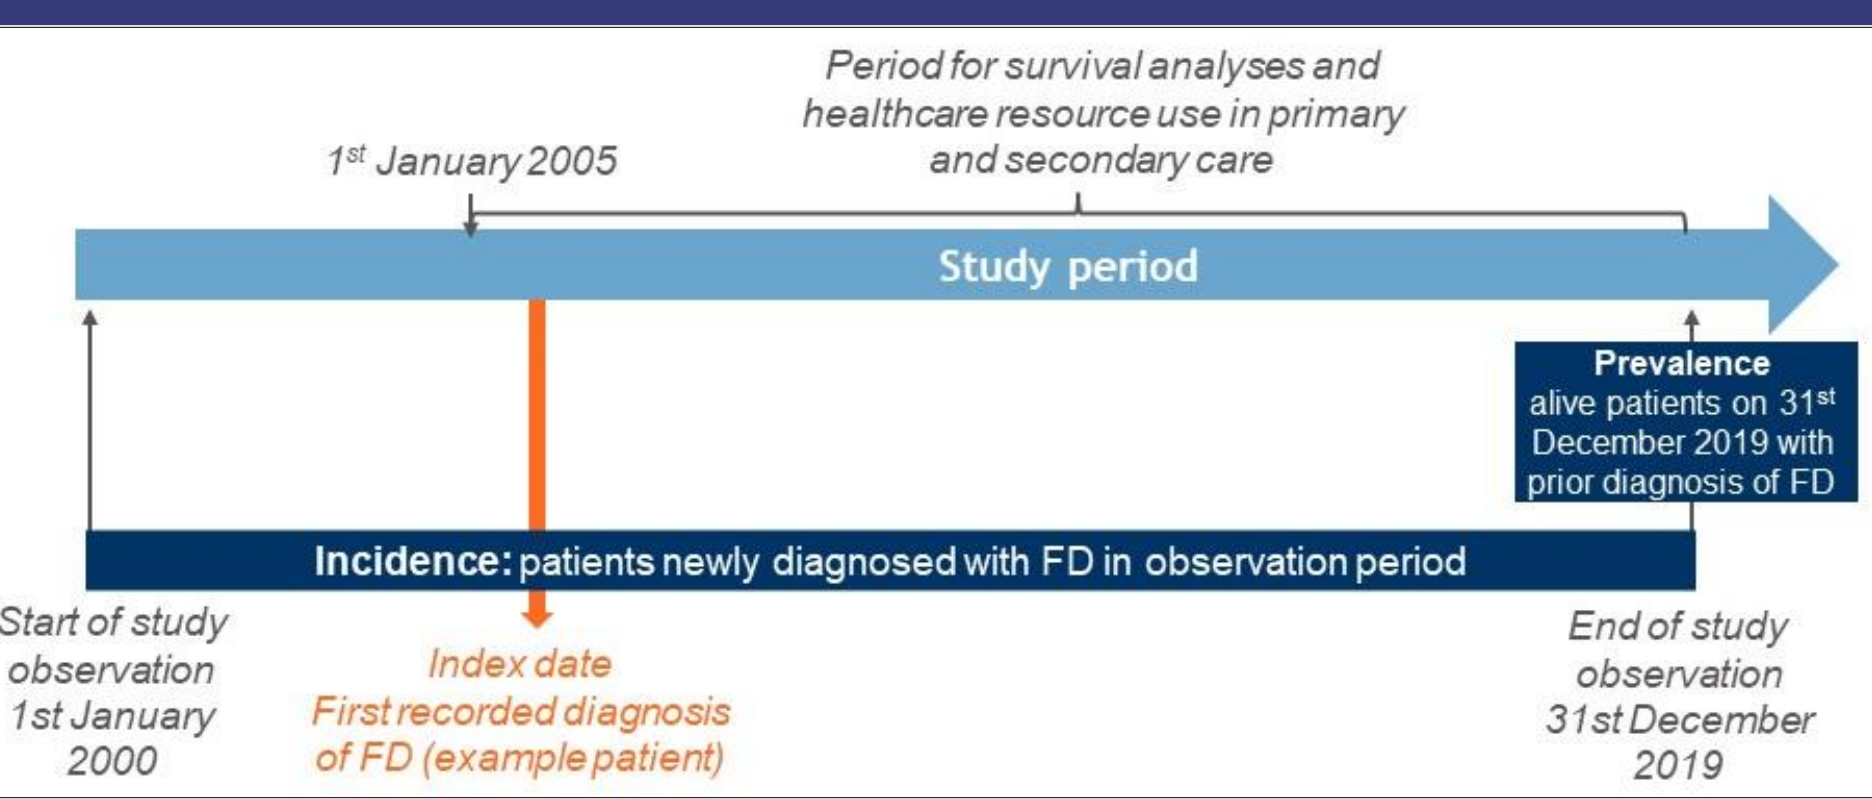 Period for survival analyses and
healthcare resource use in primary
and secondary care
1st January 2005
Study period
Prevalence
alive patients on 31st
December 2019 with
prior diagnosis of FD
Incidence: patients newly diagnosed with FD in observation period
Start of study
observation
1st January
2000
Index date
First recorded diagnosis
of FD (example patient)
End of study
observation
31st December
2019